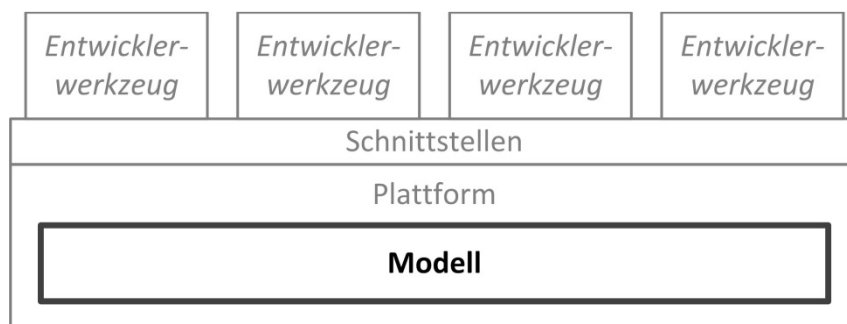 Entwickler- Entwickler- Entwickler- Entwickler-
werkzeug werkzeug werkzeug werkzeug
Schnittstellen
Plattform
Modell